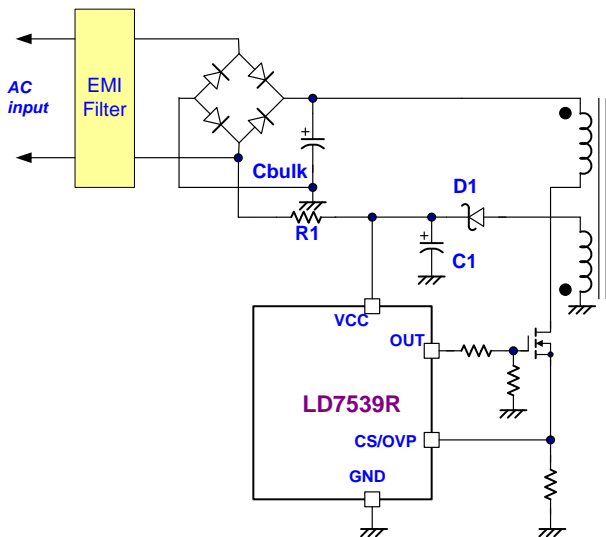 AC
input
EMI
Filter
+
Cbulk
R1
D1
+
C1
VCC
OUT
LD7539R
CS/OVP
GND